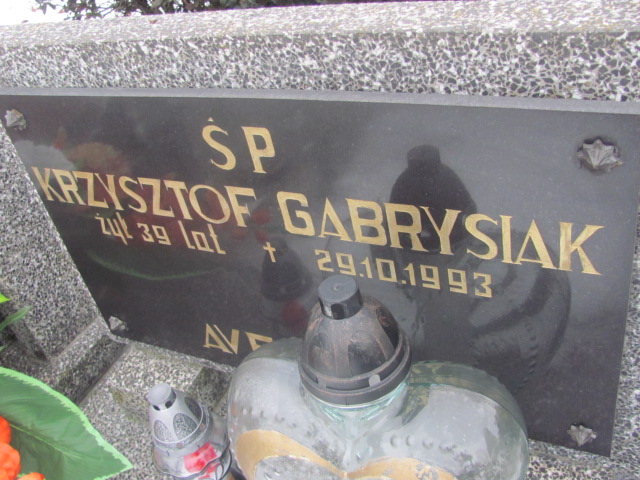 ŚP
KRZYSZTOF GABRYSIAK
żył 39 lat + 29.10.1993